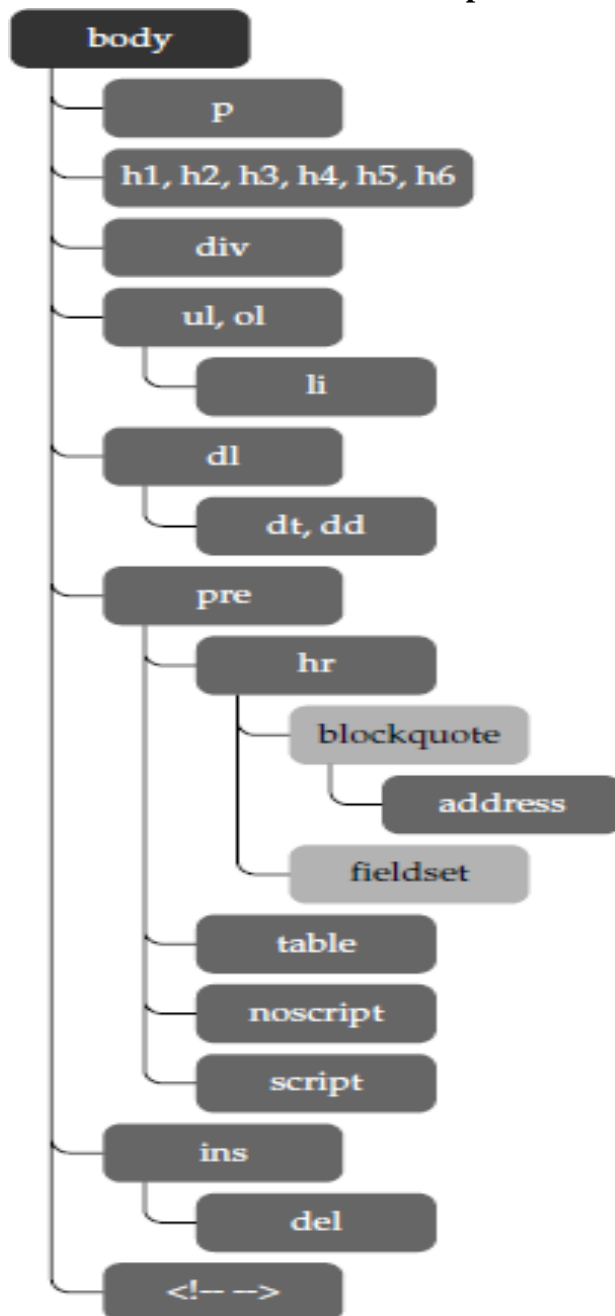 body
p
h1, h2, h3, h4, h5, h6
div
ul, ol
li
dl
dt, dd
pre
hr
blockquote
address
fieldset
table
noscript
script
ins
del
<!-- -->